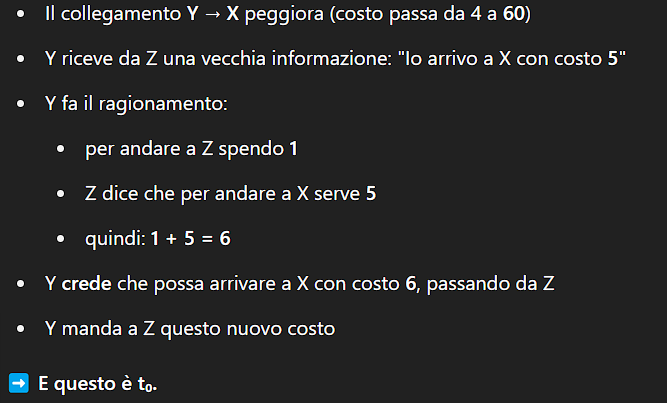 • Il collegamento Y → X peggiora (costo passa da 4 a 60)
• Y riceve da Z una vecchia informazione: "Io arrivo a X con costo 5"
• Y fa il ragionamento:
• per andare a Z spendo 1
• Z dice che per andare a X serve 5
• quindi: 1 + 5 = 6
• Y crede che possa arrivare a X con costo 6, passando da Z
• Y manda a Z questo nuovo costo
➡️ E questo è t₀.